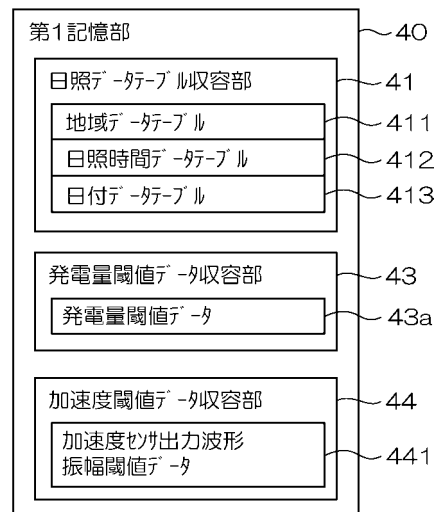 第1記憶部 40
日照ﾃﾞｰﾀﾃｰﾌﾞﾙ収容部 41
地域ﾃﾞｰﾀﾃｰﾌﾞﾙ 411
日照時間ﾃﾞｰﾀﾃｰﾌﾞﾙ 412
日付ﾃﾞｰﾀﾃｰﾌﾞﾙ 413
発電量閾値ﾃﾞｰﾀ収容部 43
発電量閾値ﾃﾞｰﾀ 43a
加速度閾値ﾃﾞｰﾀ収容部 44
加速度ｾﾝｻ出力波形
振幅閾値ﾃﾞｰﾀ 441